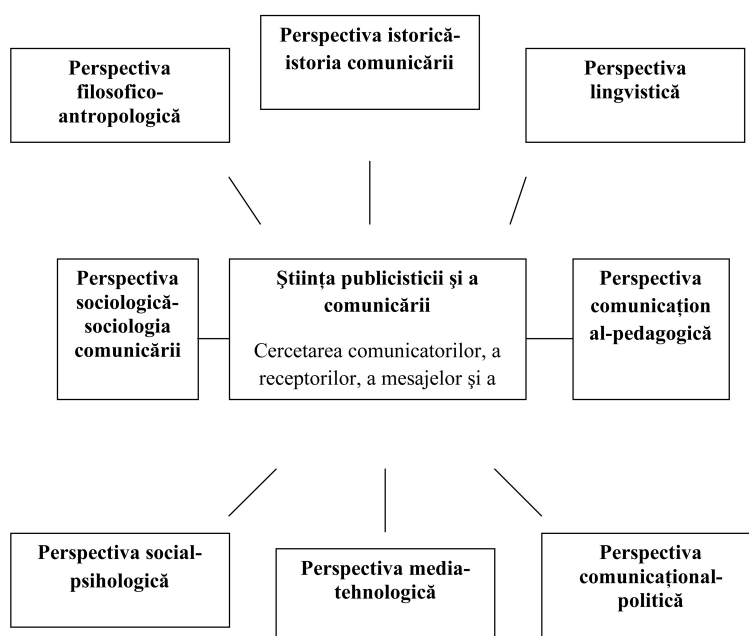 Perspectiva istorică-
istoria comunicării
Perspectiva
filosofico-
antropologică
Perspectiva
lingvistică
Perspectiva
sociologică-
sociologia
comunicării
Ştiința publicisticii şi a
comunicării
Cercetarea comunicatorilor, a
receptorilor, a mesajelor şi a
Perspectiva
comunicațion
al-pedagogică
Perspectiva social-
psihologică
Perspectiva media-
tehnologică
Perspectiva
comunicațional-
politică